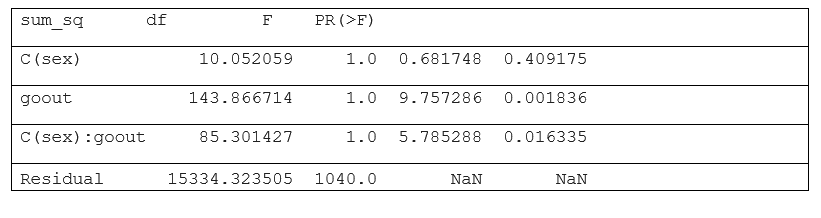 sum_sq df F PR(>F)
C(sex) 10.052059 1.0 0.681748 0.409175
goout 143.866714 1.0 9.757286 0.001836
C(sex):goout 85.301427 1.0 5.785288 0.016335
Residual 15334.323505 1040.0 NaN NaN